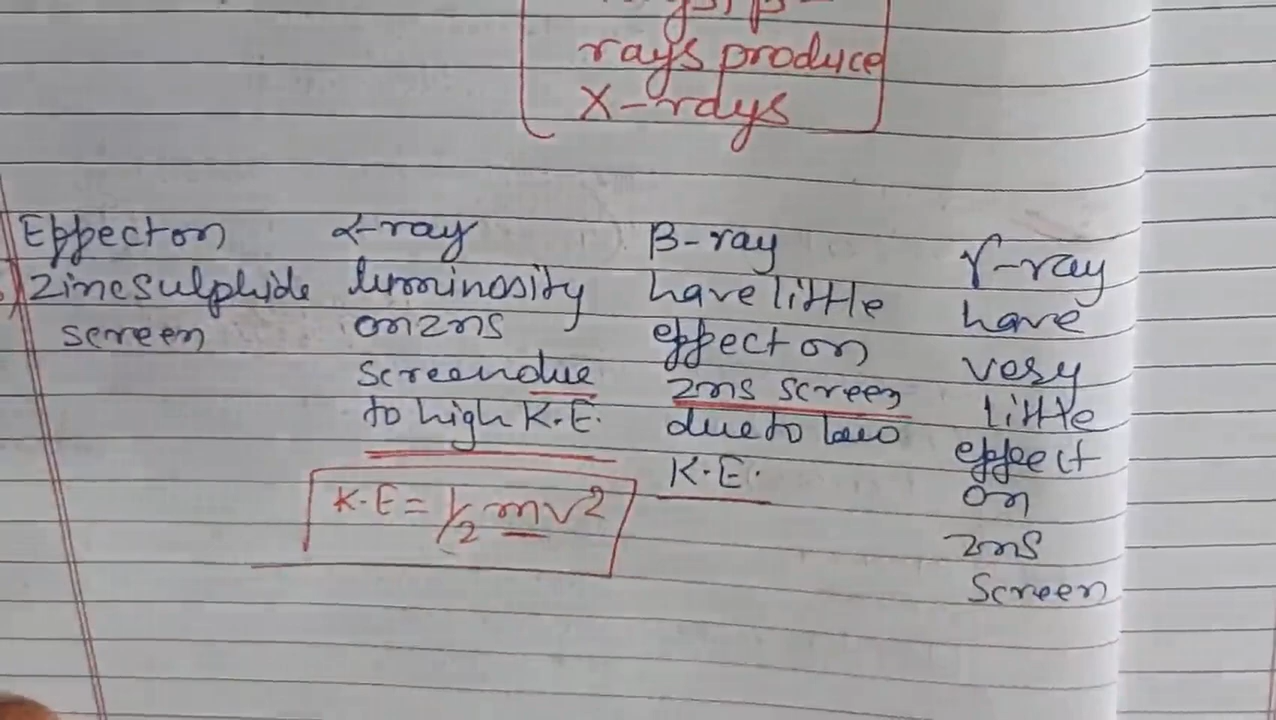 rays produce
X-rays
Effect on
zinc sulphide
screen
α-ray
luminosity
on zns
screen due
to high K.E.
K.E = 1/2 mv2
β-ray
have little
effect on
zns screen
due to low
K.E.
γ-ray
have
very
little
effect
on
zns
Screen